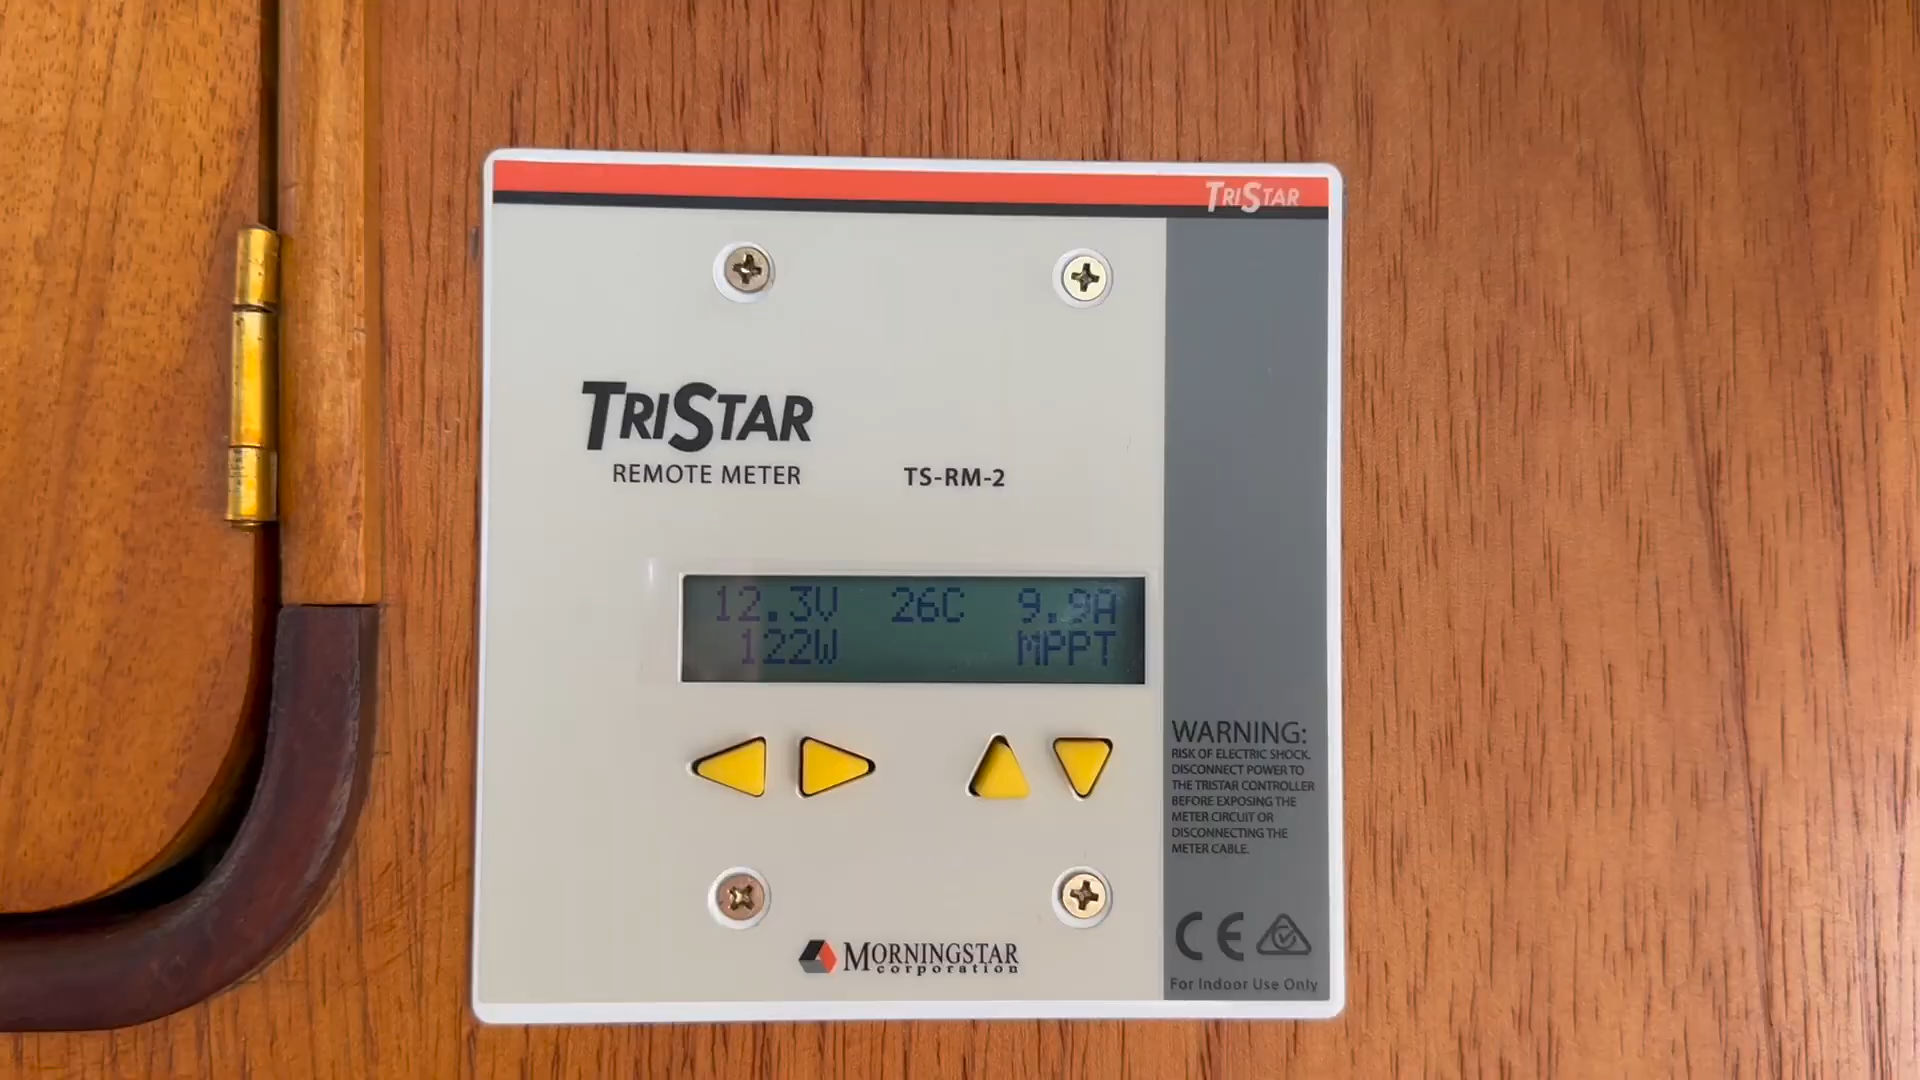 TRISTAR
TRISTAR
REMOTE METER
TS-RM-2
12.3V 26C 9.9A
122W MPPT
WARNING:
RISK OF ELECTRIC SHOCK.
DISCONNECT POWER TO
THE TRISTAR CONTROLLER
BEFORE EXPOSING THE
METER CIRCUIT OR
DISCONNECTING THE
METER CABLE.
CE
For Indoor Use Only
MORNINGSTAR
corporation